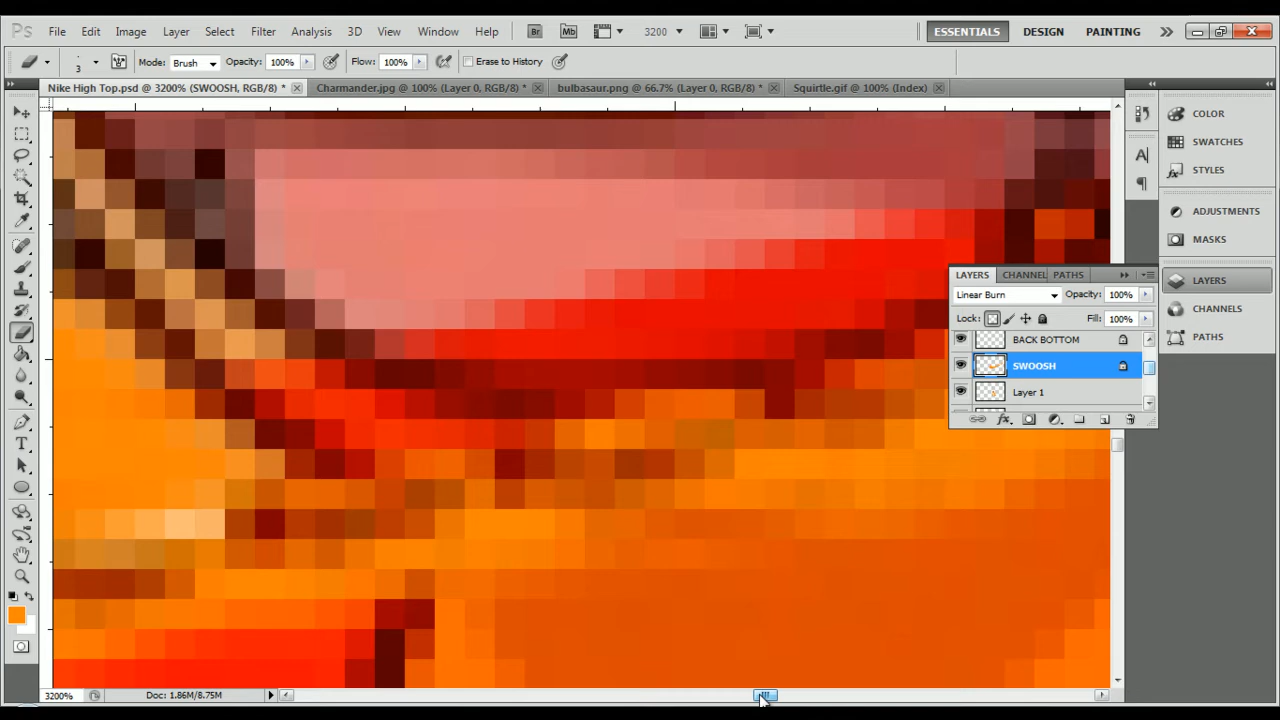 Ps File Edit Image Layer Select Filter Analysis 3D View Window Help Br Mb 3200 ESSENTIALS DESIGN PAINTING
3 Mode: Brush Opacity: 100% Flow: 100% Erase to History
Nike High Top.psd @ 3200% (SWOOSH, RGB/8) * Charmander.jpg @ 100% (Layer 0, RGB/8) * bulbasaur.png @ 66.7% (Layer 0, RGB/8) * Squirtle.gif @ 100% (Index)
COLOR
SWATCHES
STYLES
ADJUSTMENTS
MASKS
LAYERS
CHANNELS
PATHS
LAYERS CHANNEL PATHS
Linear Burn Opacity: 100%
Lock: Fill: 100%
BACK BOTTOM
SWOOSH
Layer 1
3200% Doc: 1.86M/8.75M